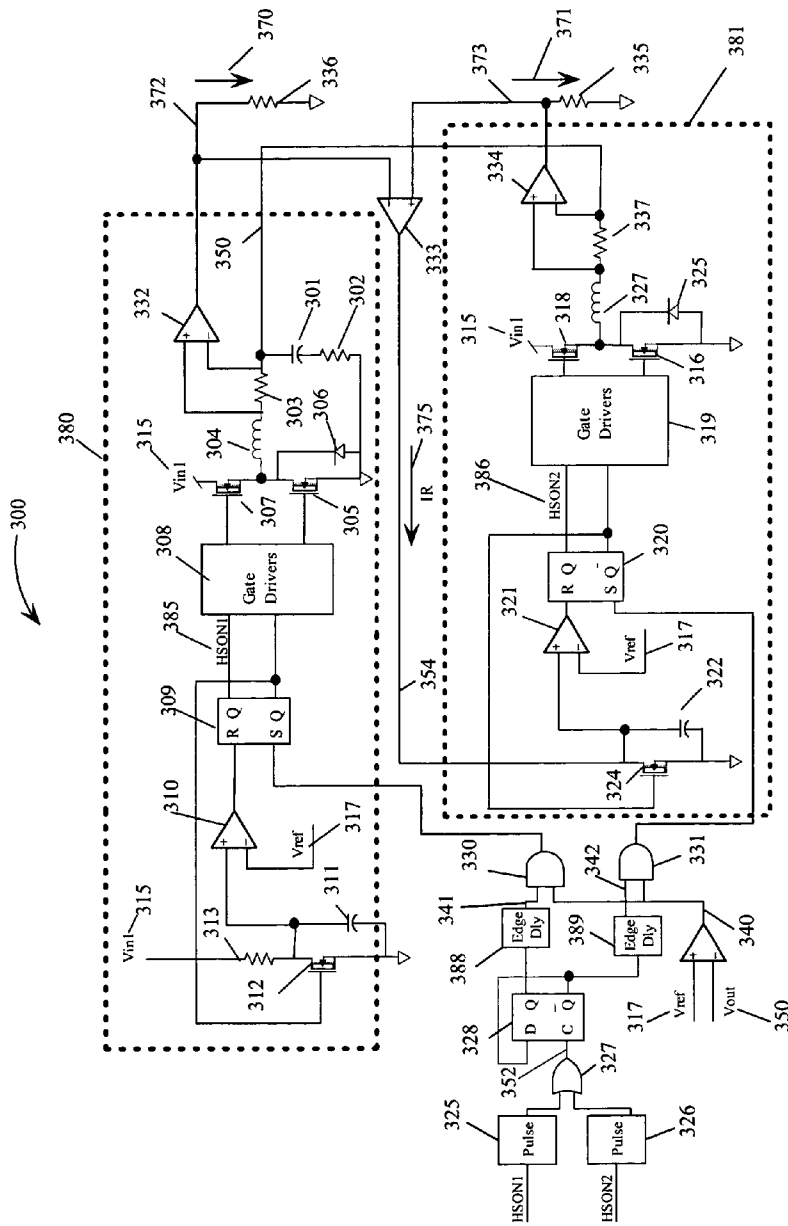 300
380
315
Vin1
313
312
311
310
Vref
317
309
R Q
S Q
385
HSON1
308
Gate
Drivers
315
Vin1
307
305
304
306
303
302
301
332
350
372
370
336
333
373
371
335
381
375
IR
354
334
337
327
318
315
Vin1
325
316
319
Gate
Drivers
386
HSON2
320
R Q
S Q
321
Vref
317
322
324
330
341
342
331
388
Edge
Dly
389
Edge
Dly
340
328
D Q
C Q
352
327
325
Pulse
326
Pulse
HSON1
HSON2
317
Vref
Vout
350